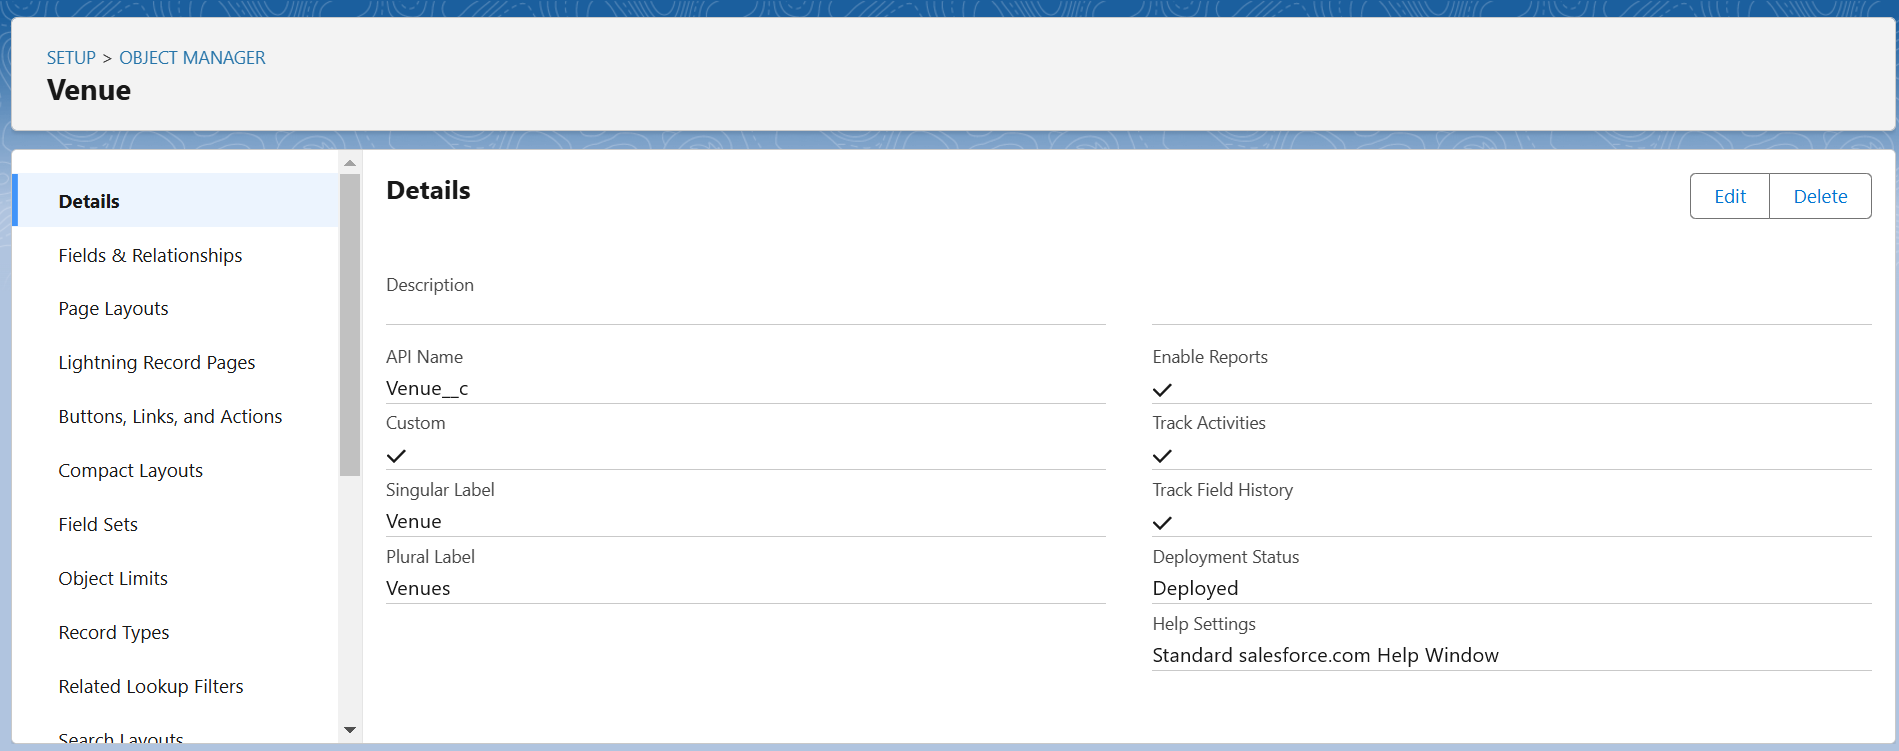 SETUP > OBJECT MANAGER
Venue
Details
Fields & Relationships
Page Layouts
Lightning Record Pages
Buttons, Links, and Actions
Compact Layouts
Field Sets
Object Limits
Record Types
Related Lookup Filters
Search Layouts
Details
Edit
Delete
Description
API Name
Venue__c
Custom
Singular Label
Venue
Plural Label
Venues
Enable Reports
Track Activities
Track Field History
Deployment Status
Deployed
Help Settings
Standard salesforce.com Help Window